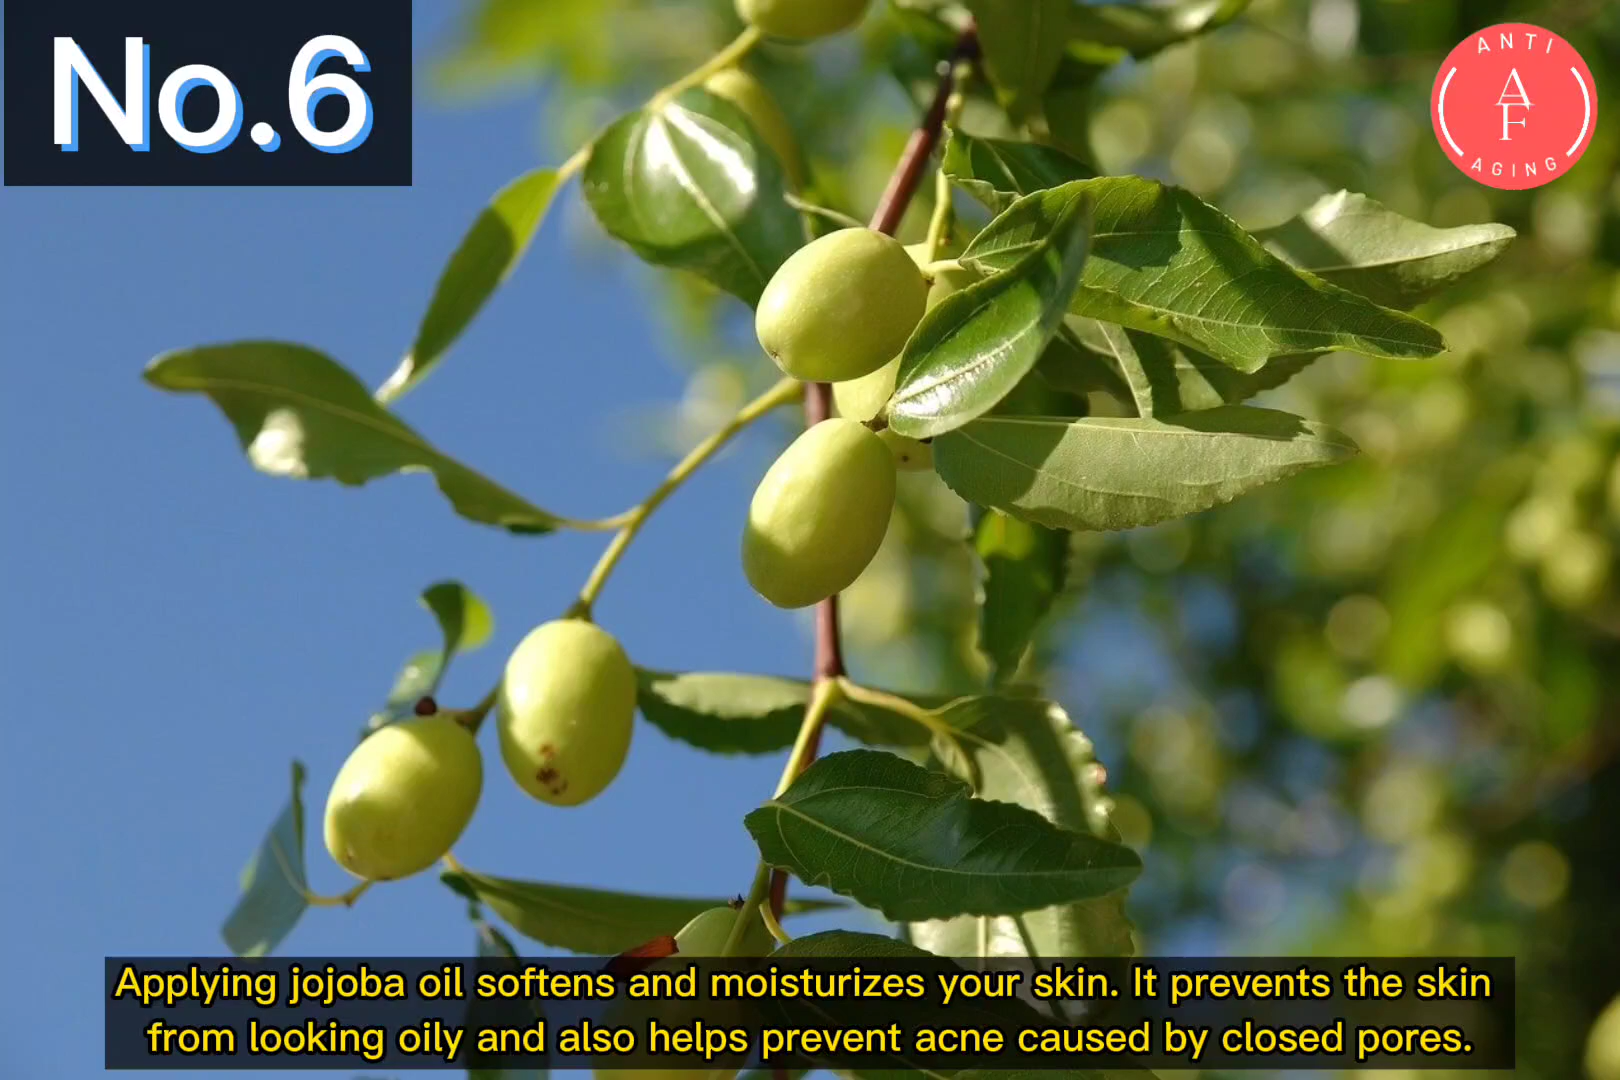 No.6
ANTI
AF
AGING
Applying jojoba oil softens and moisturizes your skin. It prevents the skin
from looking oily and also helps prevent acne caused by closed pores.